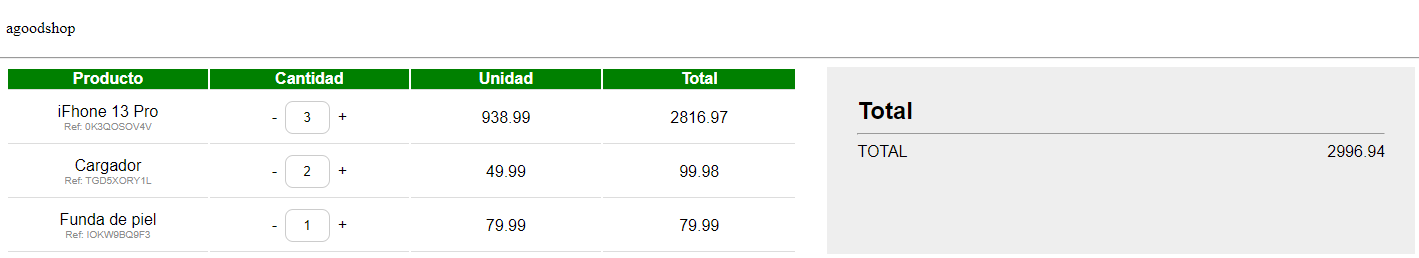 agoodshop
Producto Cantidad Unidad Total
iFhone 13 Pro - 3 + 938.99 2816.97
Ref: 0K3QOSOV4V
Cargador - 2 + 49.99 99.98
Ref: TGD5XORY1L
Funda de piel - 1 + 79.99 79.99
Ref: IOKW9BQ9F3
Total
TOTAL 2996.94